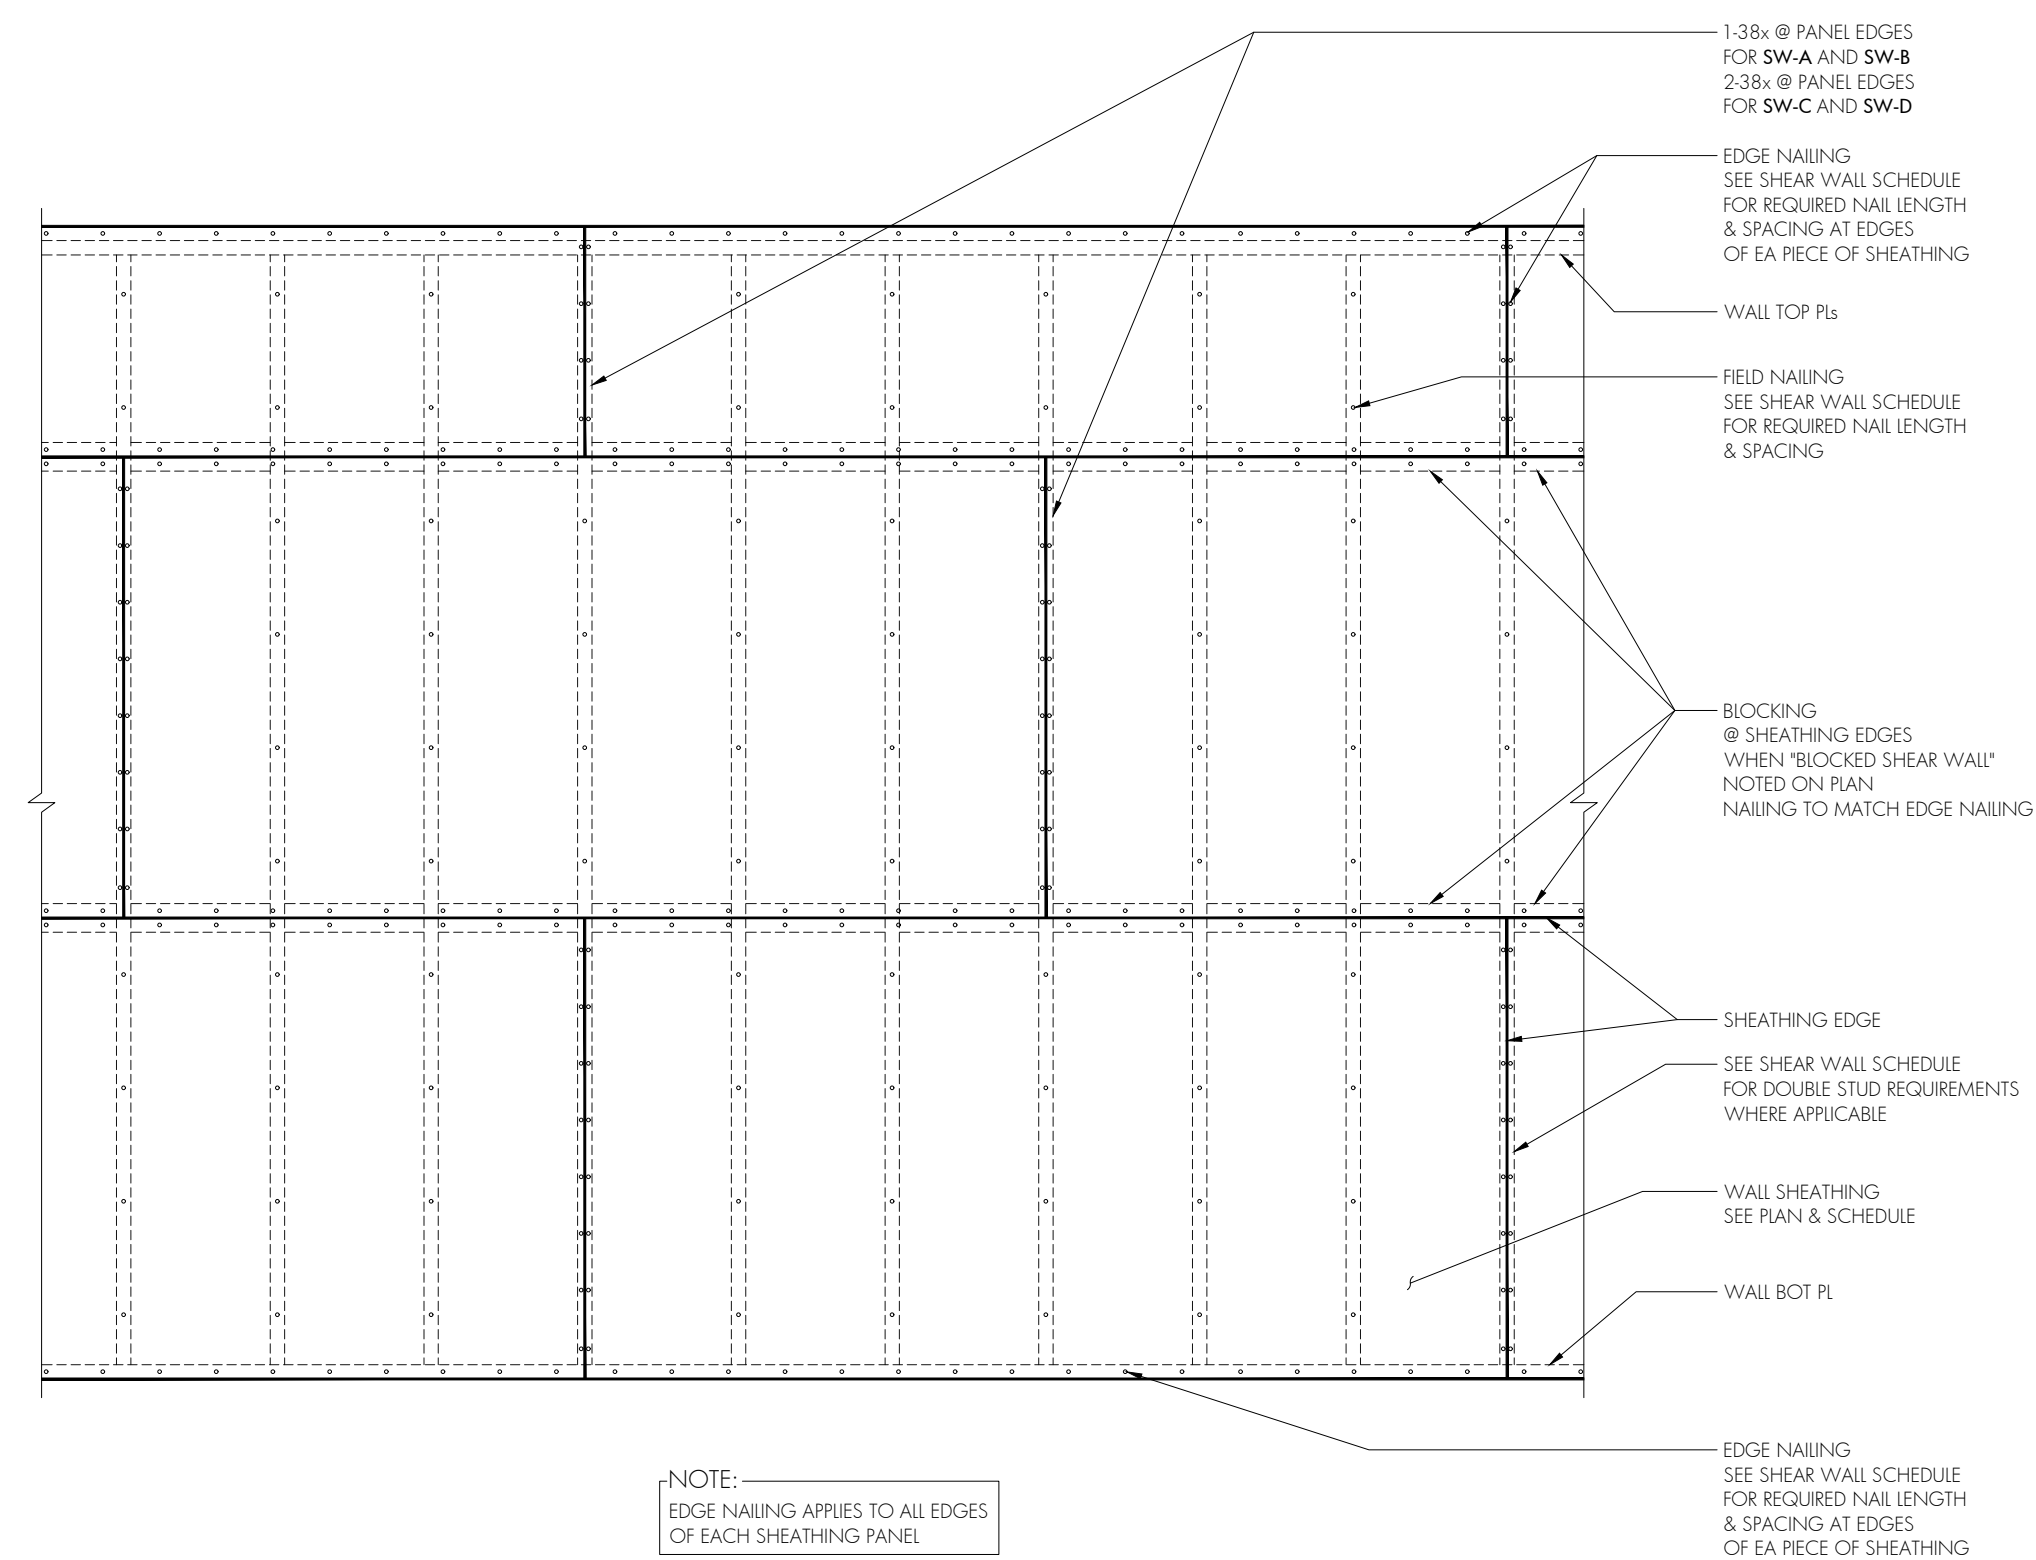 1-38x @ PANEL EDGES
FOR SW-A AND SW-B
2-38x @ PANEL EDGES
FOR SW-C AND SW-D
EDGE NAILING
SEE SHEAR WALL SCHEDULE
FOR REQUIRED NAIL LENGTH
& SPACING AT EDGES
OF EA PIECE OF SHEATHING
WALL TOP PLs
FIELD NAILING
SEE SHEAR WALL SCHEDULE
FOR REQUIRED NAIL LENGTH
& SPACING
BLOCKING
@ SHEATHING EDGES
WHEN "BLOCKED SHEAR WALL"
NOTED ON PLAN
NAILING TO MATCH EDGE NAILING
SHEATHING EDGE
SEE SHEAR WALL SCHEDULE
FOR DOUBLE STUD REQUIREMENTS
WHERE APPLICABLE
WALL SHEATHING
SEE PLAN & SCHEDULE
WALL BOT PL
EDGE NAILING
SEE SHEAR WALL SCHEDULE
FOR REQUIRED NAIL LENGTH
& SPACING AT EDGES
OF EA PIECE OF SHEATHING
NOTE:
EDGE NAILING APPLIES TO ALL EDGES
OF EACH SHEATHING PANEL